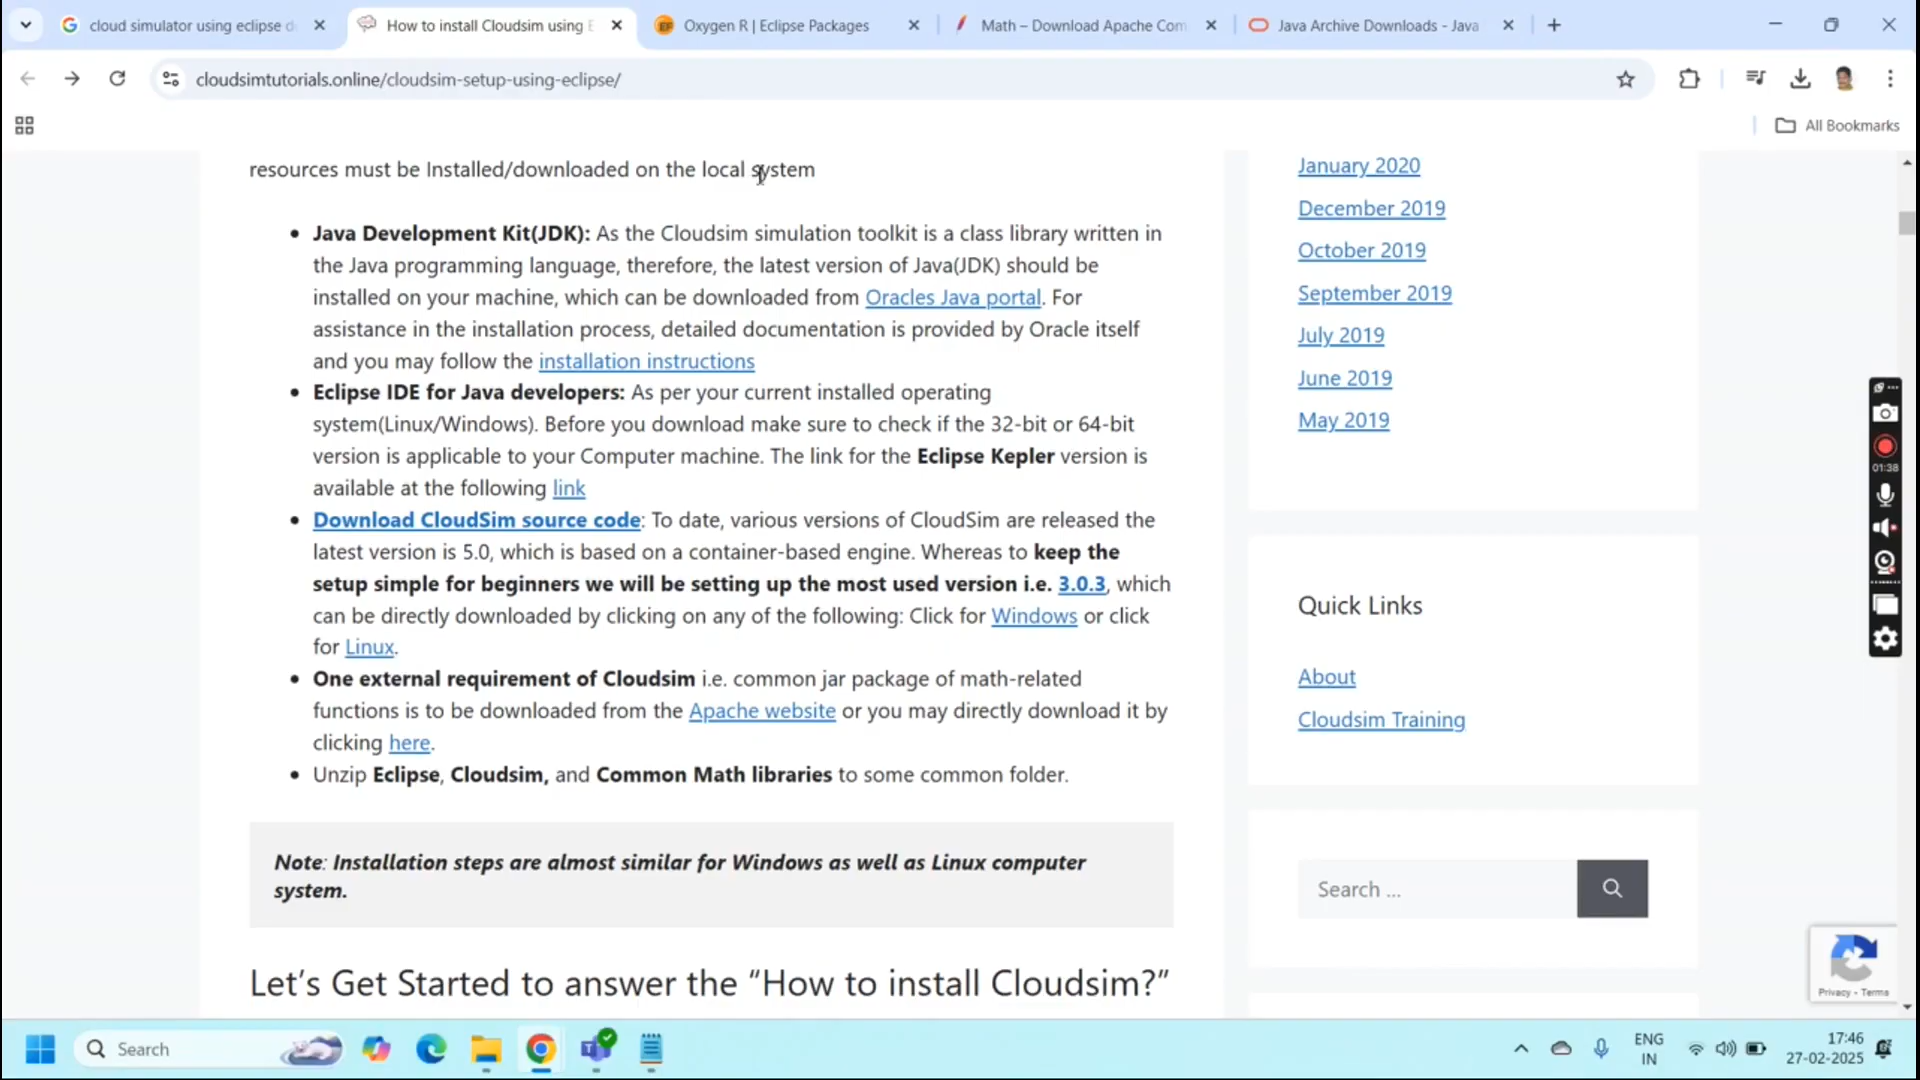 cloud simulator using eclipse d
How to install Cloudsim using E
Oxygen R | Eclipse Packages
Math – Download Apache Com
Java Archive Downloads - Java
cloudsimtutorials.online/cloudsim-setup-using-eclipse/
All Bookmarks
resources must be Installed/downloaded on the local system
• Java Development Kit(JDK): As the Cloudsim simulation toolkit is a class library written in
the Java programming language, therefore, the latest version of Java(JDK) should be
installed on your machine, which can be downloaded from Oracles Java portal. For
assistance in the installation process, detailed documentation is provided by Oracle itself
and you may follow the installation instructions
• Eclipse IDE for Java developers: As per your current installed operating
system(Linux/Windows). Before you download make sure to check if the 32-bit or 64-bit
version is applicable to your Computer machine. The link for the Eclipse Kepler version is
available at the following link
• Download CloudSim source code: To date, various versions of CloudSim are released the
latest version is 5.0, which is based on a container-based engine. Whereas to keep the
setup simple for beginners we will be setting up the most used version i.e. 3.0.3, which
can be directly downloaded by clicking on any of the following: Click for Windows or click
for Linux.
• One external requirement of Cloudsim i.e. common jar package of math-related
functions is to be downloaded from the Apache website or you may directly download it by
clicking here.
• Unzip Eclipse, Cloudsim, and Common Math libraries to some common folder.
Note: Installation steps are almost similar for Windows as well as Linux computer
system.
Let’s Get Started to answer the “How to install Cloudsim?”
January 2020
December 2019
October 2019
September 2019
July 2019
June 2019
May 2019
Quick Links
About
Cloudsim Training
Search ...
01:38
Privacy - Terms
Search
ENG
IN
17:46
27-02-2025